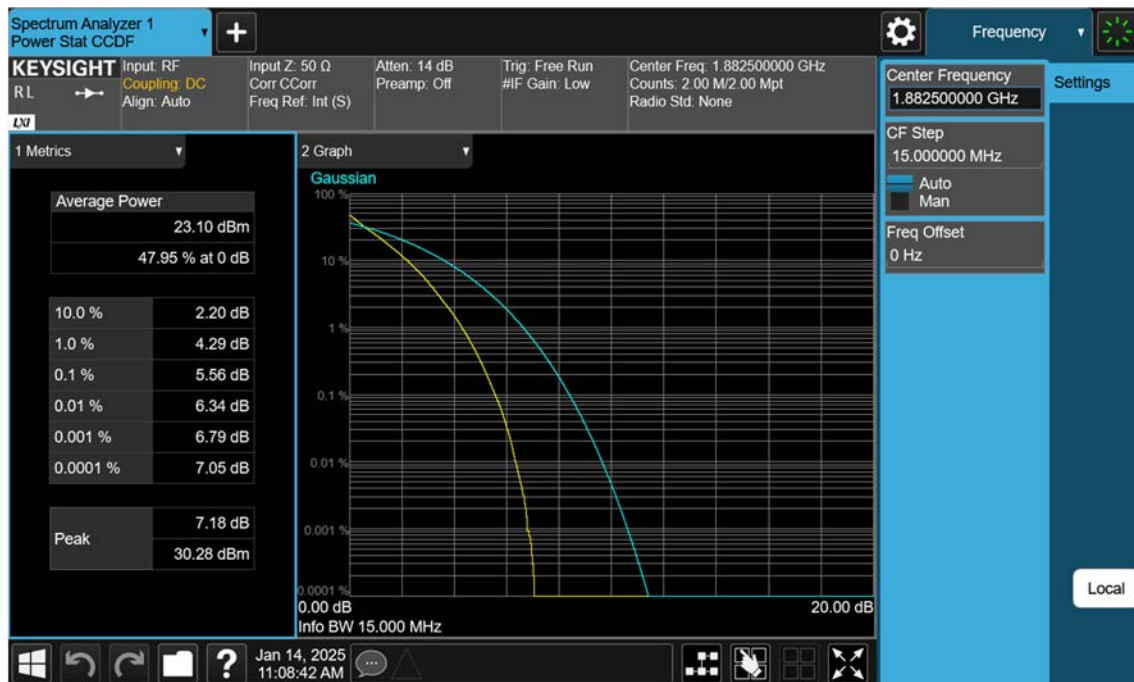 Spectrum Analyzer 1
Power Stat CCDF
+
Frequency
KEYSIGHT
R L
LXI
Input: RF
Coupling: DC
Align: Auto
Input Z: 50 Ω
Corr CCorr
Freq Ref: Int (S)
Atten: 14 dB
Preamp: Off
Trig: Free Run
#IF Gain: Low
Center Freq: 1.882500000 GHz
Counts: 2.00 M/2.00 Mpt
Radio Std: None
Center Frequency
1.882500000 GHz
Settings
CF Step
15.000000 MHz
Auto
Man
Freq Offset
0 Hz
1 Metrics
Average Power
23.10 dBm
47.95 % at 0 dB
10.0 % 2.20 dB
1.0 % 4.29 dB
0.1 % 5.56 dB
0.01 % 6.34 dB
0.001 % 6.79 dB
0.0001 % 7.05 dB
Peak
7.18 dB
30.28 dBm
2 Graph
Gaussian
100 %
10 %
1 %
0.1 %
0.01 %
0.001 %
0.0001 %
0.00 dB 20.00 dB
Info BW 15.000 MHz
Local
?
Jan 14, 2025
11:08:42 AM